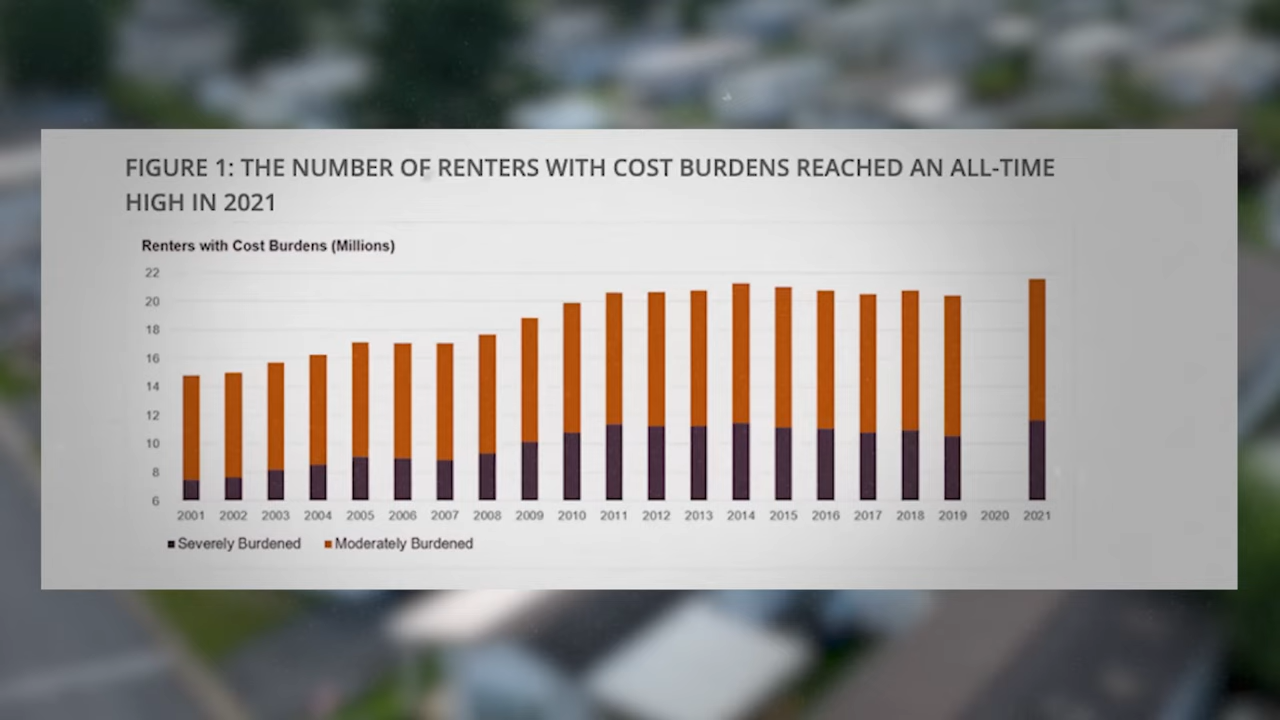 FIGURE 1: THE NUMBER OF RENTERS WITH COST BURDENS REACHED AN ALL-TIME
HIGH IN 2021
Renters with Cost Burdens (Millions)
22
20
18
16
14
12
10
8
6
2001 2002 2003 2004 2005 2006 2007 2008 2009 2010 2011 2012 2013 2014 2015 2016 2017 2018 2019 2020 2021
Severely Burdened Moderately Burdened